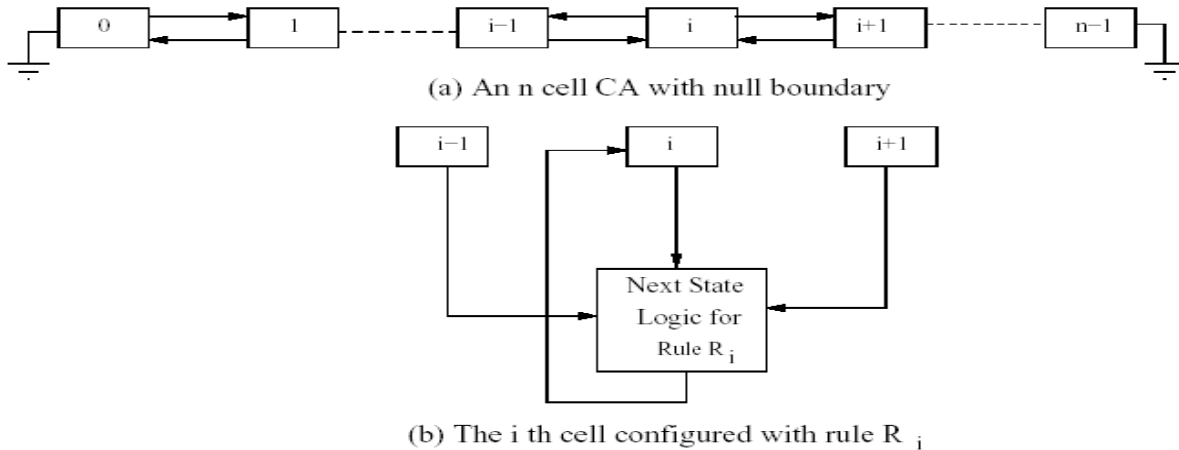 0 1 i−1 i i+1 n−1
(a) An n cell CA with null boundary
i−1 i i+1
Next State
Logic for
Rule R i
(b) The i th cell configured with rule R i